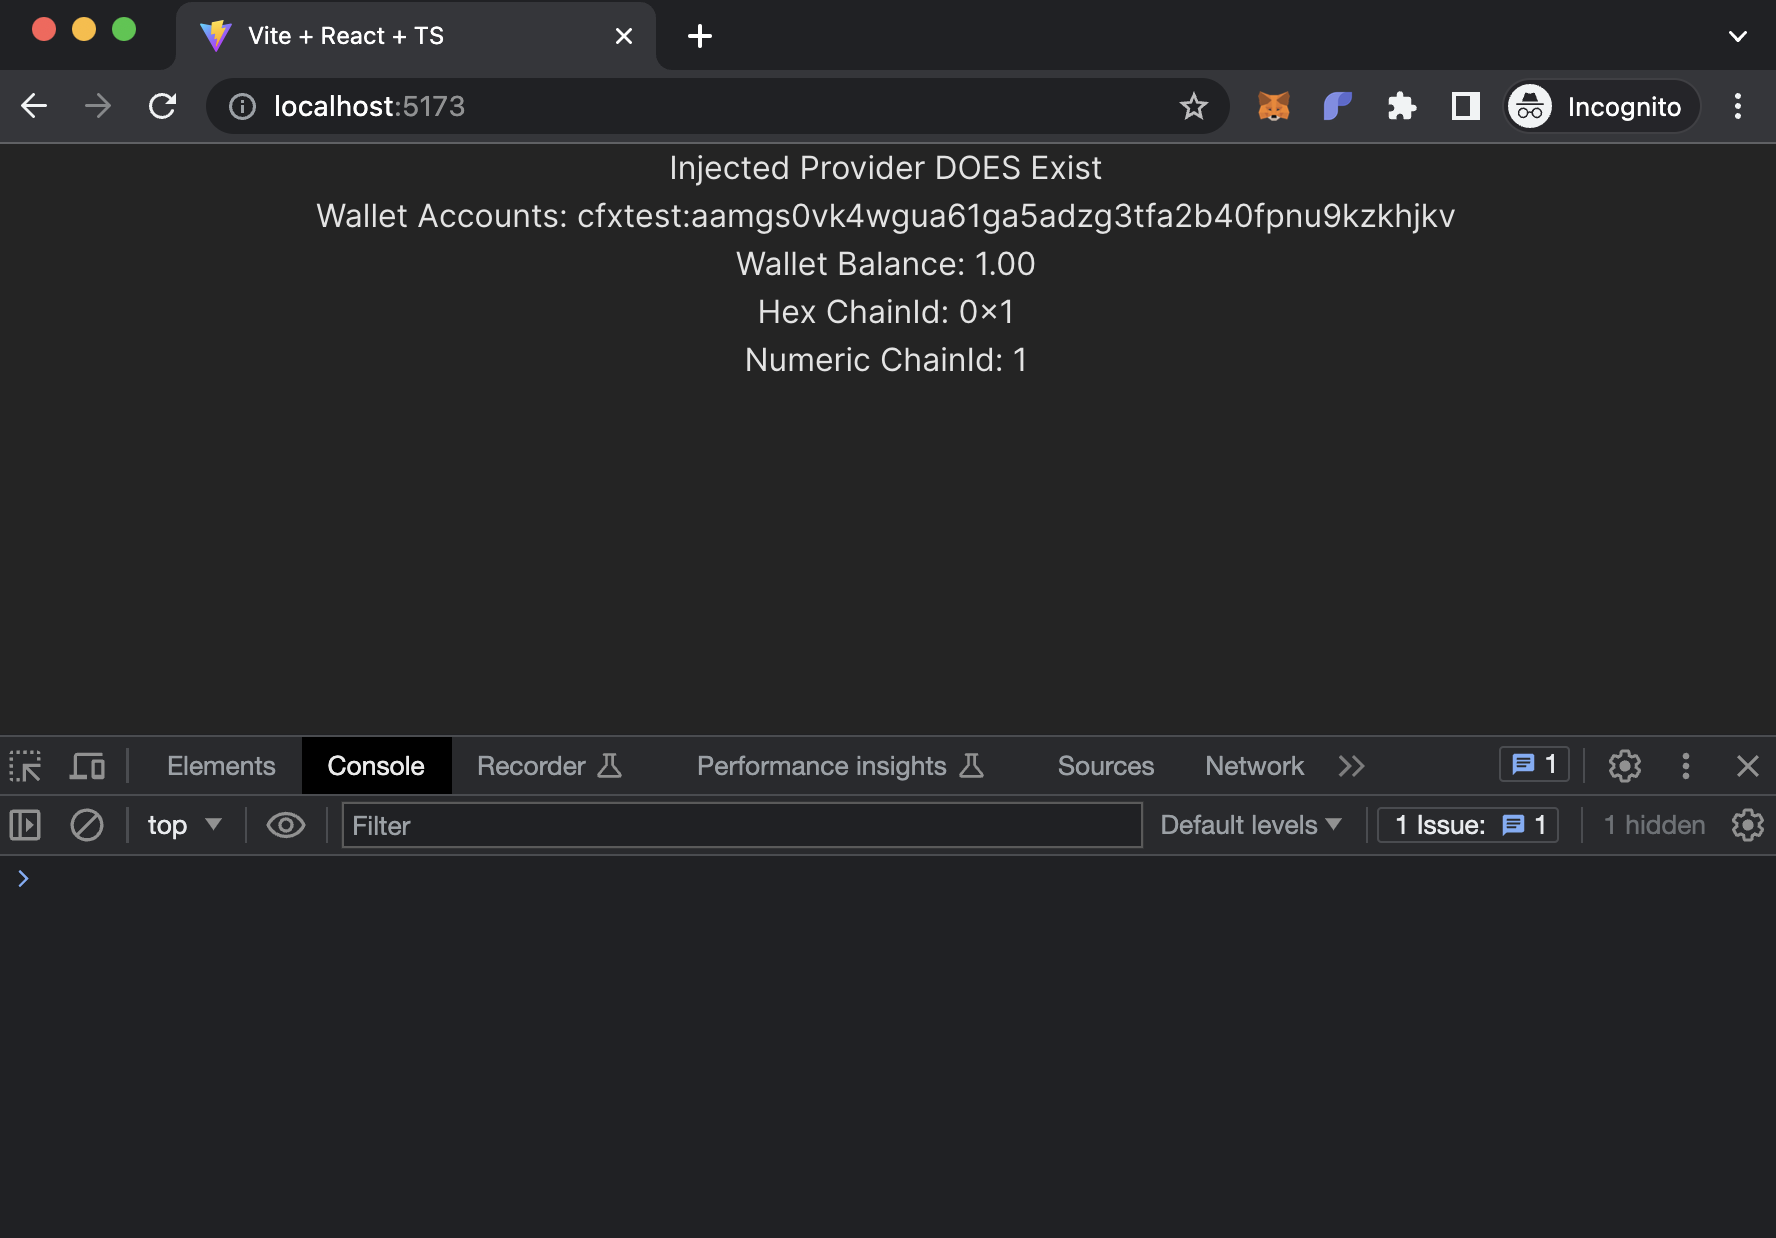 Vite + React + TS
localhost:5173
Incognito
Injected Provider DOES Exist
Wallet Accounts: cfxtest:aamgs0vk4wgua61ga5adzg3tfa2b40fpnu9kzkhjkv
Wallet Balance: 1.00
Hex ChainId: 0×1
Numeric ChainId: 1
Elements Console Recorder Performance insights Sources Network 1
top Filter Default levels 1 Issue: 1 1 hidden